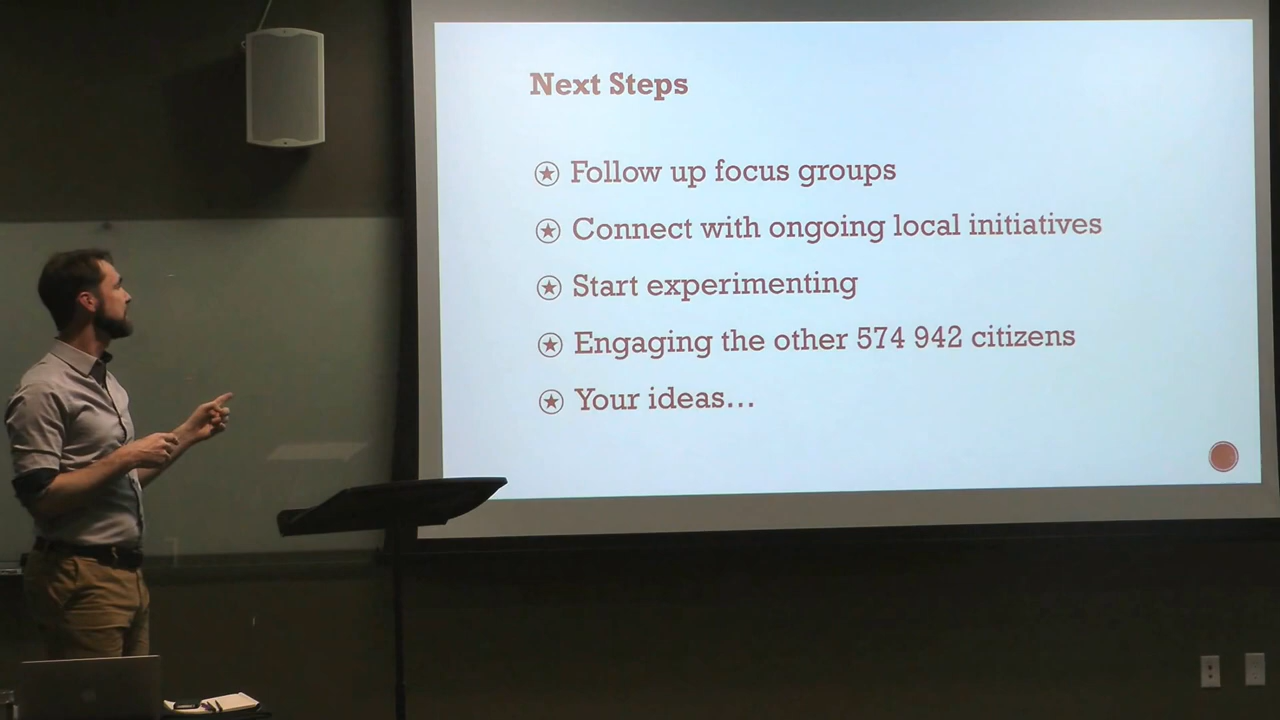 Next Steps
Follow up focus groups
Connect with ongoing local initiatives
Start experimenting
Engaging the other 574 942 citizens
Your ideas...